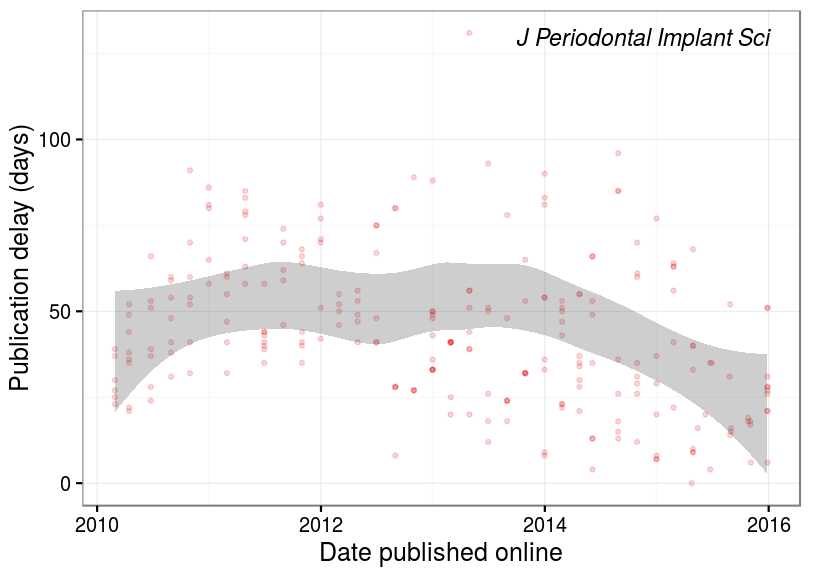 J Periodontal Implant Sci
Publication delay (days)
100
50
0
2010 2012 2014 2016
Date published online